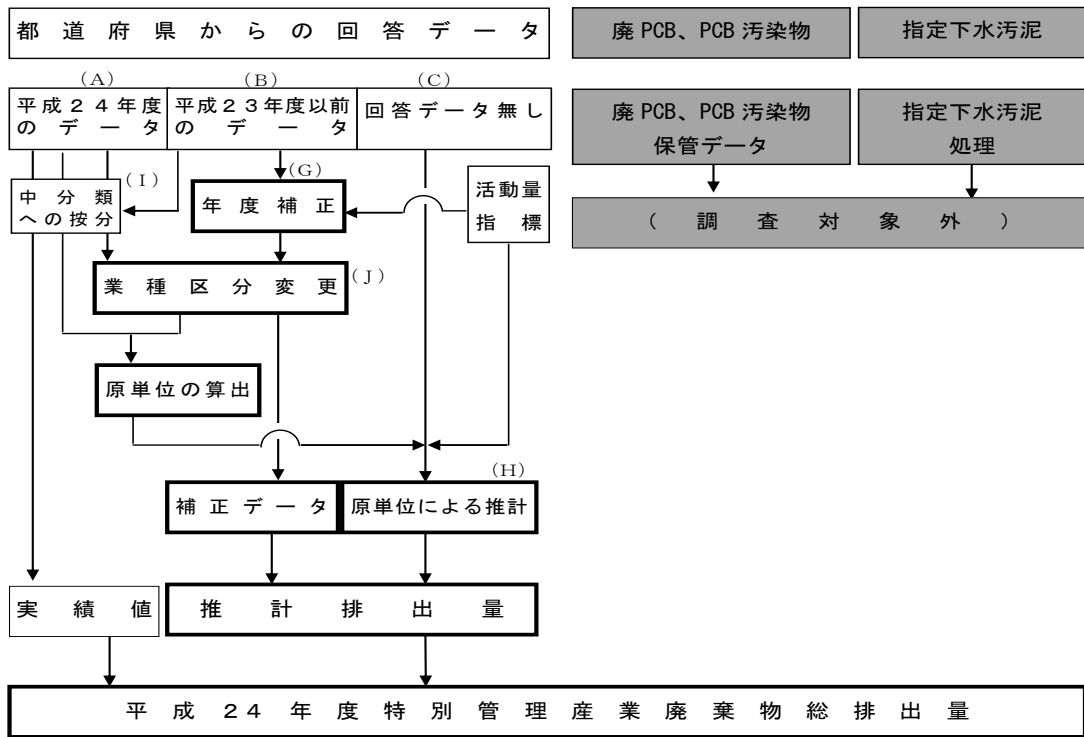 都道府県からの回答データ
廃PCB、PCB汚染物
指定下水汚泥
(A)
(B)
(C)
平成24年度
のデータ
平成23年度以前
のデータ
回答データ無し
廃PCB、PCB汚染物
保管データ
指定下水汚泥
処理
(I)
中分類
への按分
(G)
年度補正
活動量
指標
(調査対象外)
業種区分変更
(J)
原単位の算出
(H)
補正データ
原単位による推計
実績値
推計排出量
平成24年度特別管理産業廃棄物総排出量